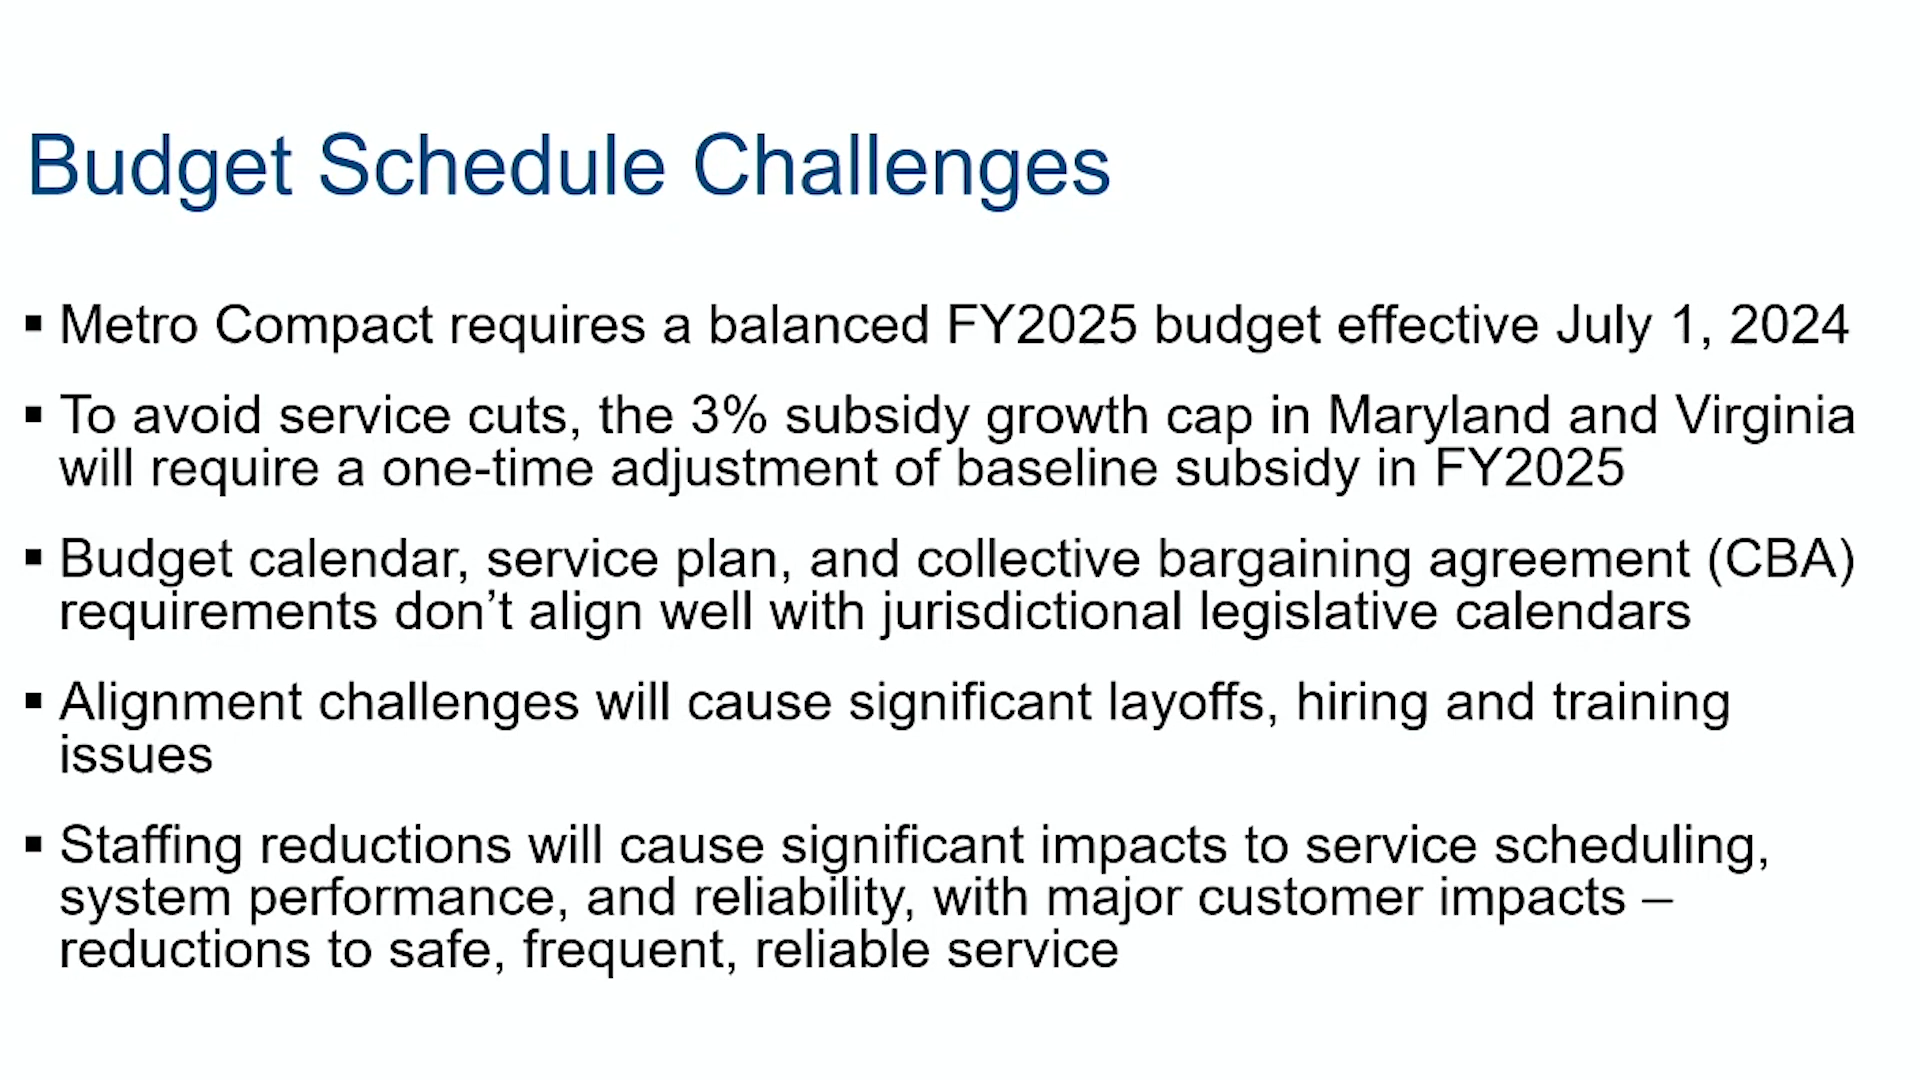 Budget Schedule Challenges
▪ Metro Compact requires a balanced FY2025 budget effective July 1, 2024
▪ To avoid service cuts, the 3% subsidy growth cap in Maryland and Virginia
will require a one-time adjustment of baseline subsidy in FY2025
▪ Budget calendar, service plan, and collective bargaining agreement (CBA)
requirements don’t align well with jurisdictional legislative calendars
▪ Alignment challenges will cause significant layoffs, hiring and training
issues
▪ Staffing reductions will cause significant impacts to service scheduling,
system performance, and reliability, with major customer impacts –
reductions to safe, frequent, reliable service